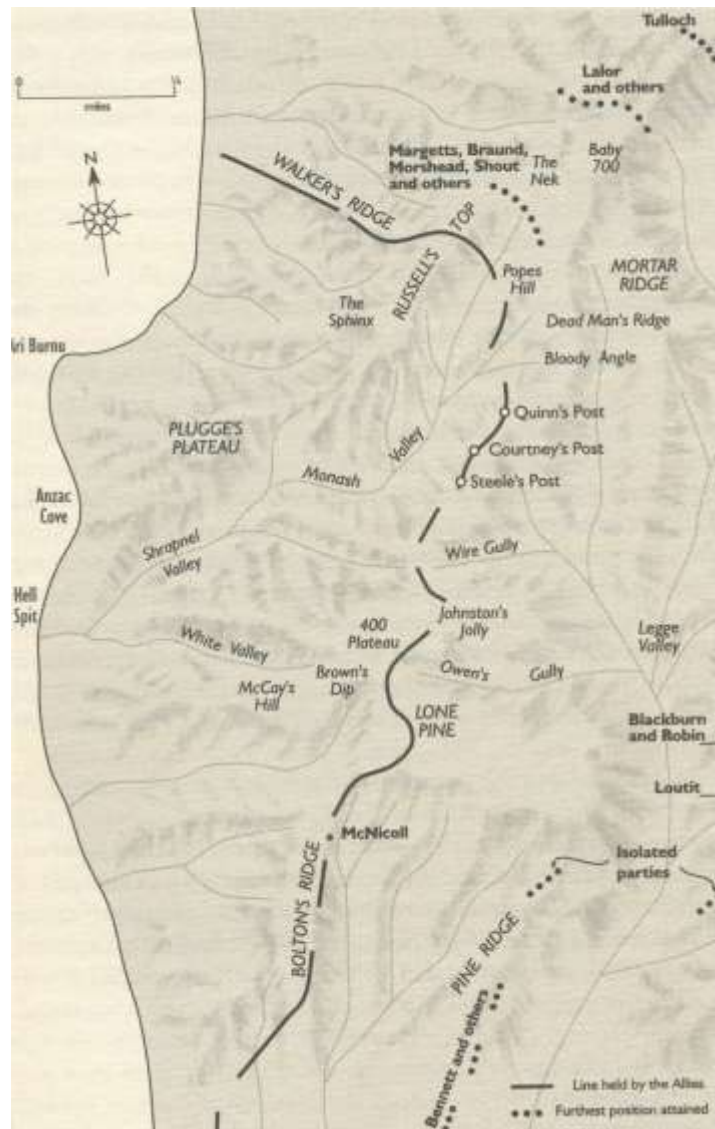 Tulloch
0 ¼
miles
Lalor
and others
N
Margetts, Braund,
Morshead, Shout
and others
The
Nek
Baby
700
WALKER'S RIDGE
RUSSELL'S TOP
Popes
Hill
MORTAR
RIDGE
The
Sphinx
Dead Man's Ridge
Ari Burnu
Bloody Angle
Quinn's Post
PLUGGE'S
PLATEAU
Courtney's Post
Monash Valley
Steele's Post
Anzac
Cove
Shrapnel
Valley
Wire Gully
Hell
Spit
400
Plateau
Johnston's
Jolly
White Valley
Legge
Valley
McCay's
Hill
Brown's
Dip
Owen's Gully
LONE
PINE
Blackburn
and Robin
Loutit
McNicoll
Isolated
parties
BOLTON'S RIDGE
PINE RIDGE
Bennett and others
Line held by the Allies
Furthest position attained